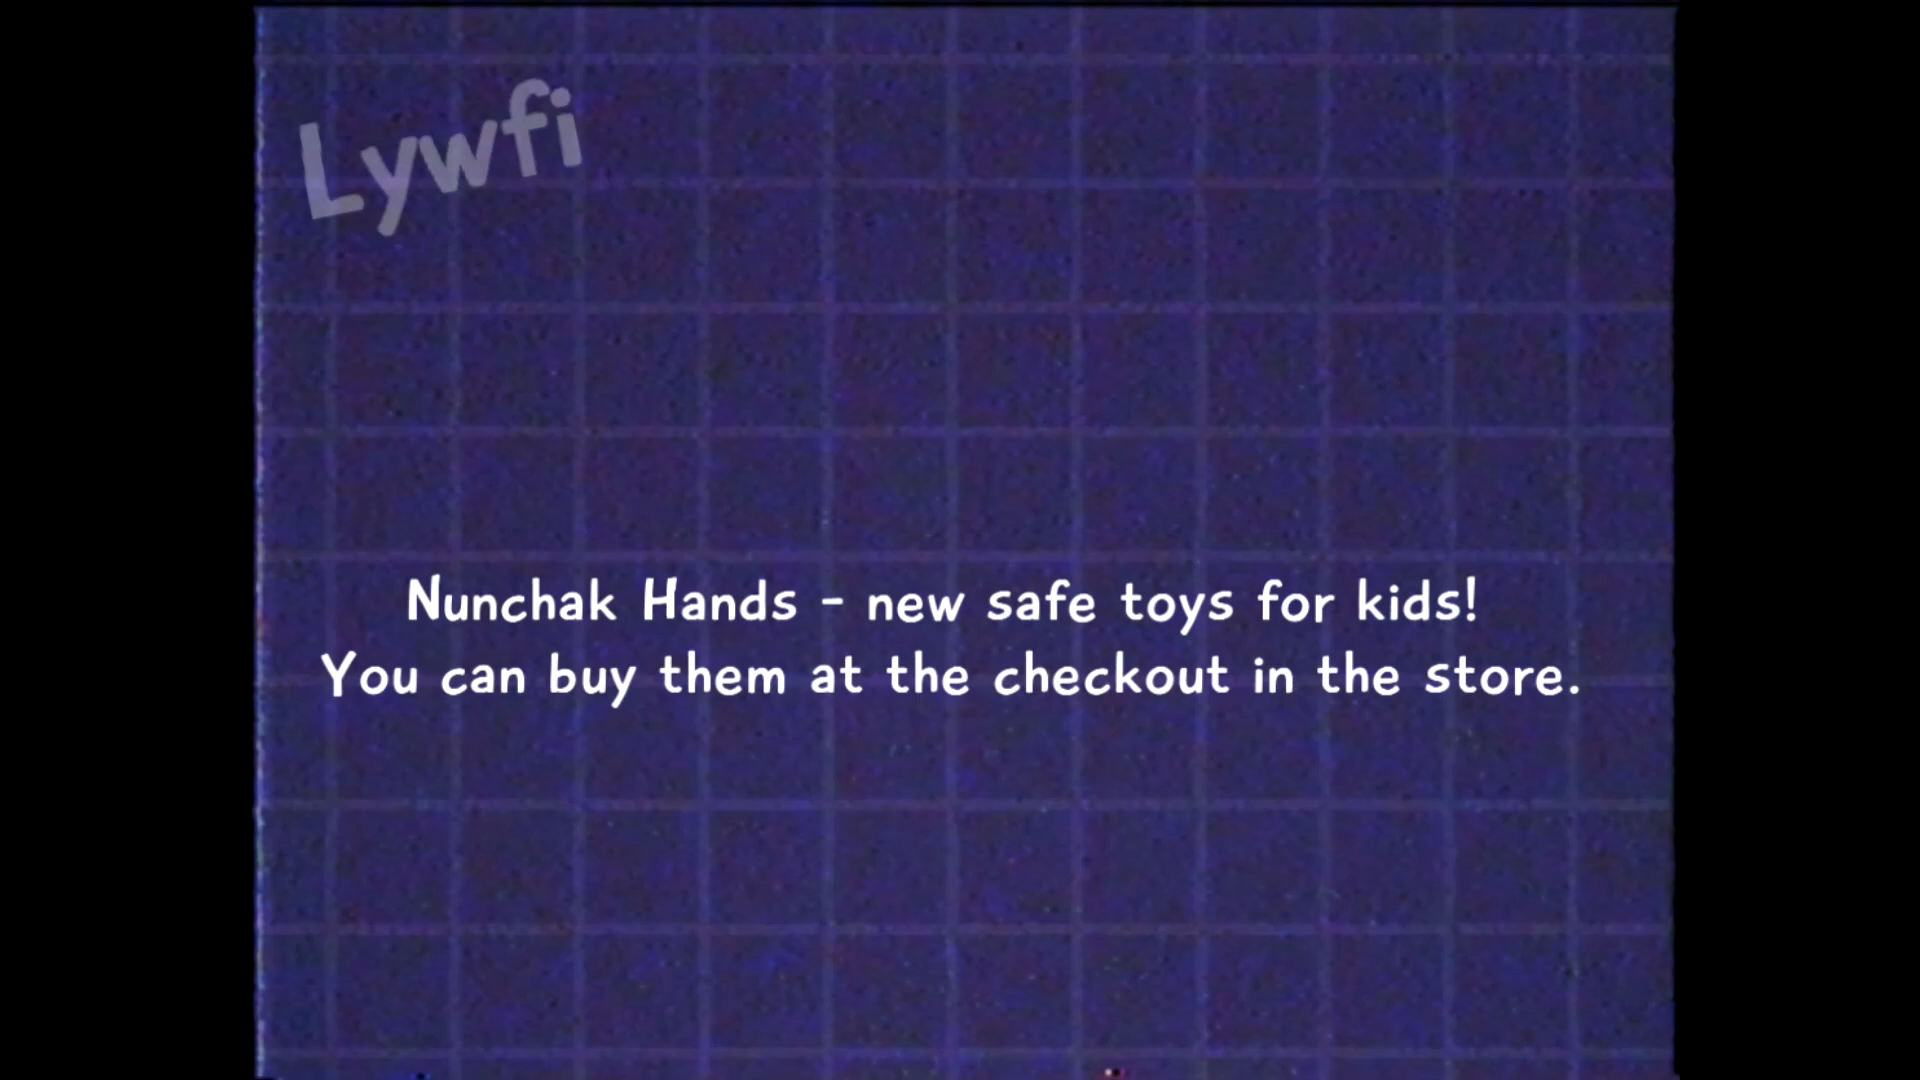 Lywfi
Nunchak Hands - new safe toys for kids!
You can buy them at the checkout in the store.